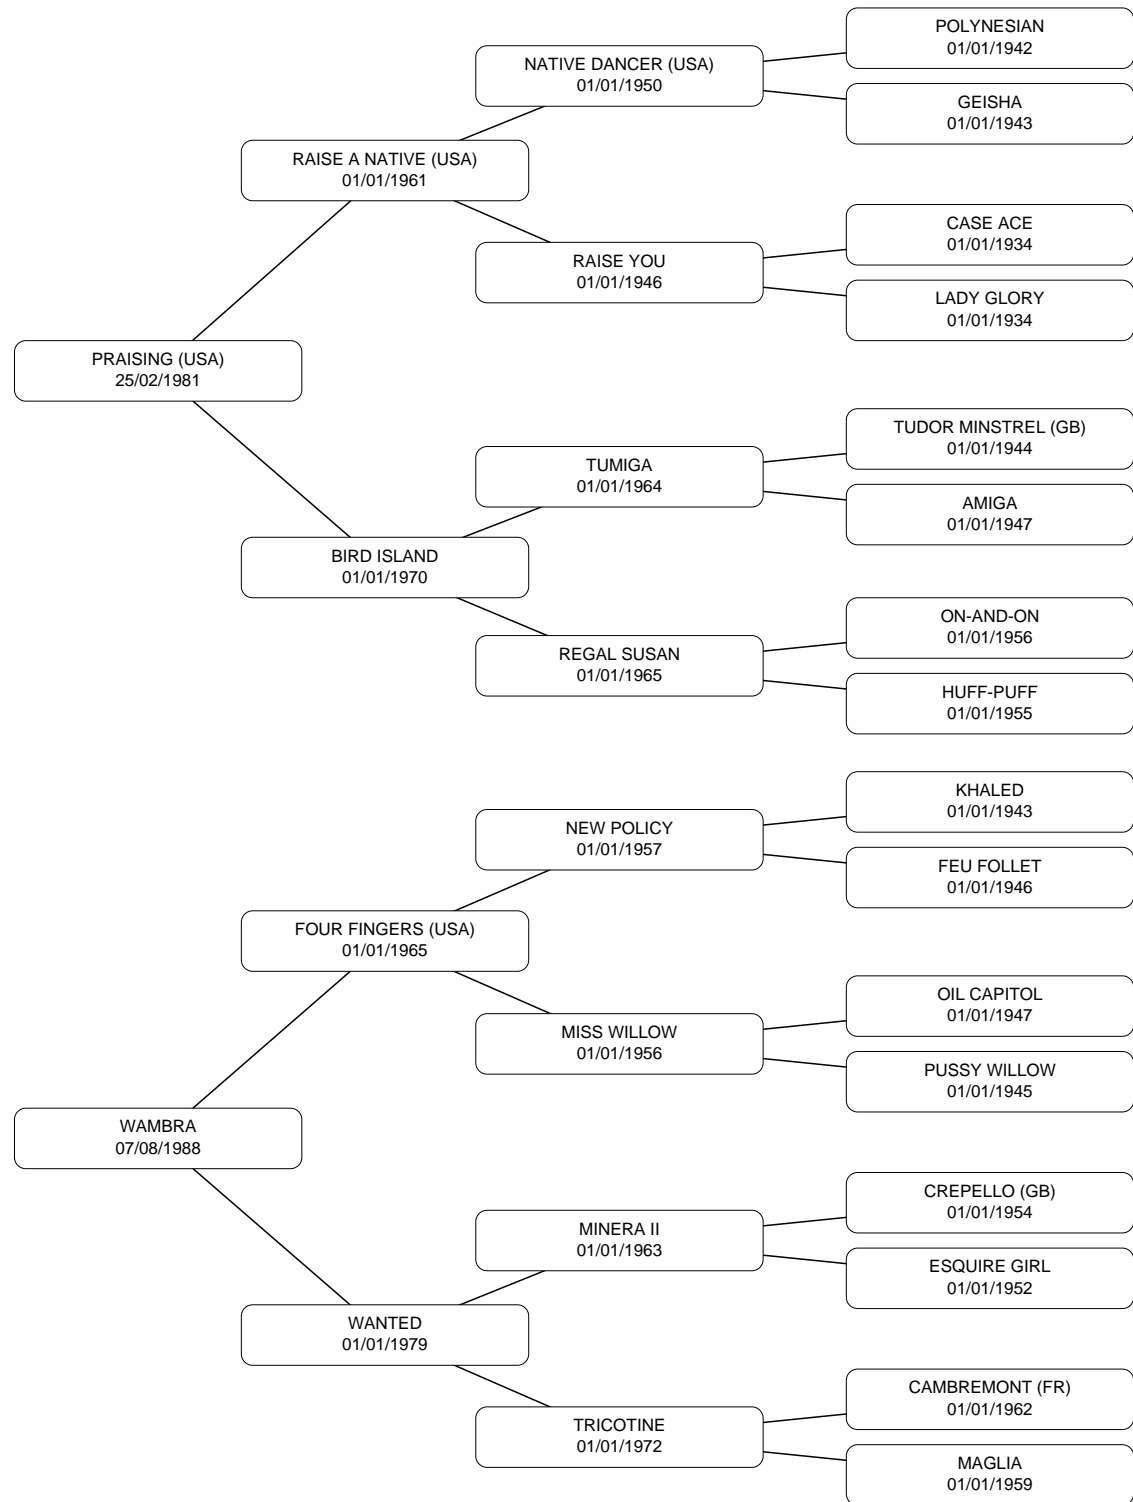 POLYNESIAN
01/01/1942
NATIVE DANCER (USA)
01/01/1950
GEISHA
01/01/1943
RAISE A NATIVE (USA)
01/01/1961
CASE ACE
01/01/1934
RAISE YOU
01/01/1946
LADY GLORY
01/01/1934
PRAISING (USA)
25/02/1981
TUDOR MINSTREL (GB)
01/01/1944
TUMIGA
01/01/1964
AMIGA
01/01/1947
BIRD ISLAND
01/01/1970
ON-AND-ON
01/01/1956
REGAL SUSAN
01/01/1965
HUFF-PUFF
01/01/1955
KHALED
01/01/1943
NEW POLICY
01/01/1957
FEU FOLLET
01/01/1946
FOUR FINGERS (USA)
01/01/1965
OIL CAPITOL
01/01/1947
MISS WILLOW
01/01/1956
PUSSY WILLOW
01/01/1945
WAMBRA
07/08/1988
CREPELLO (GB)
01/01/1954
MINERA II
01/01/1963
ESQUIRE GIRL
01/01/1952
WANTED
01/01/1979
CAMBREMONT (FR)
01/01/1962
TRICOTINE
01/01/1972
MAGLIA
01/01/1959